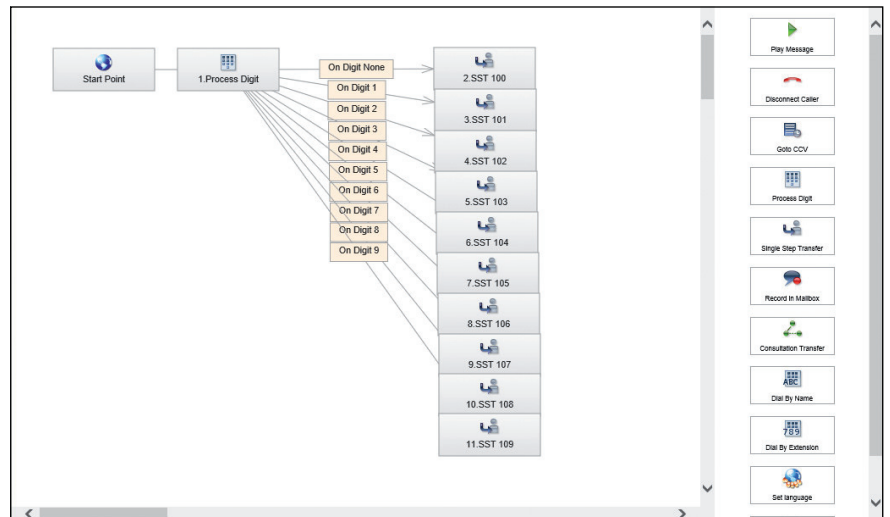 Start Point
1.Process Digit
On Digit None
On Digit 1
On Digit 2
On Digit 3
On Digit 4
On Digit 5
On Digit 6
On Digit 7
On Digit 8
On Digit 9
2.SST 100
3.SST 101
4.SST 102
5.SST 103
6.SST 104
7.SST 105
8.SST 106
9.SST 107
10.SST 108
11.SST 109
Play Message
Disconnect Caller
Goto CCV
Process Digit
Single Step Transfer
Record in Mailbox
Consultation Transfer
ABC
Dial By Name
789
Dial By Extension
Set language